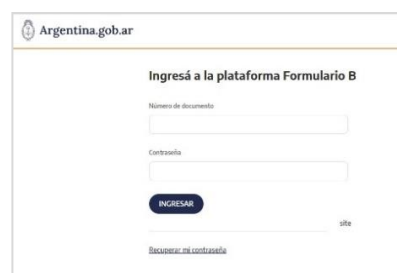 Argentina.gob.ar
Ingresá a la plataforma Formulario B
Número de documento
Contraseña
INGRESAR
site
Recuperar mi contraseña